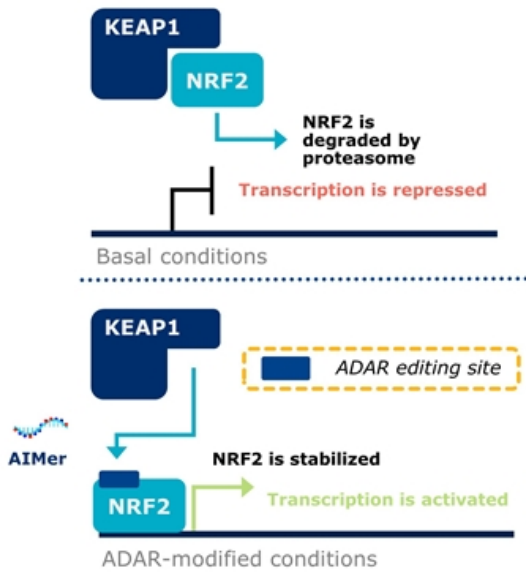 KEAP1
NRF2
NRF2 is
degraded by
proteasome
Transcription is repressed
Basal conditions
KEAP1
ADAR editing site
AIMer
NRF2 is stabilized
NRF2
Transcription is activated
ADAR-modified conditions